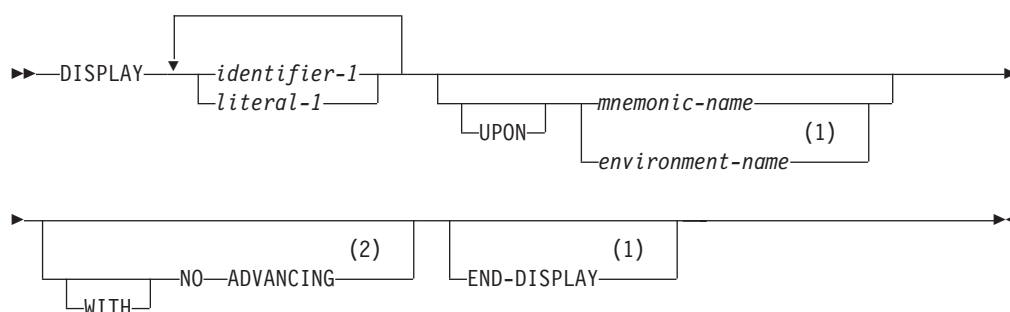 DISPLAY identifier-1
literal-1
UPON mnemonic-name
environment-name (1)
WITH NO ADVANCING (2)
END-DISPLAY (1)